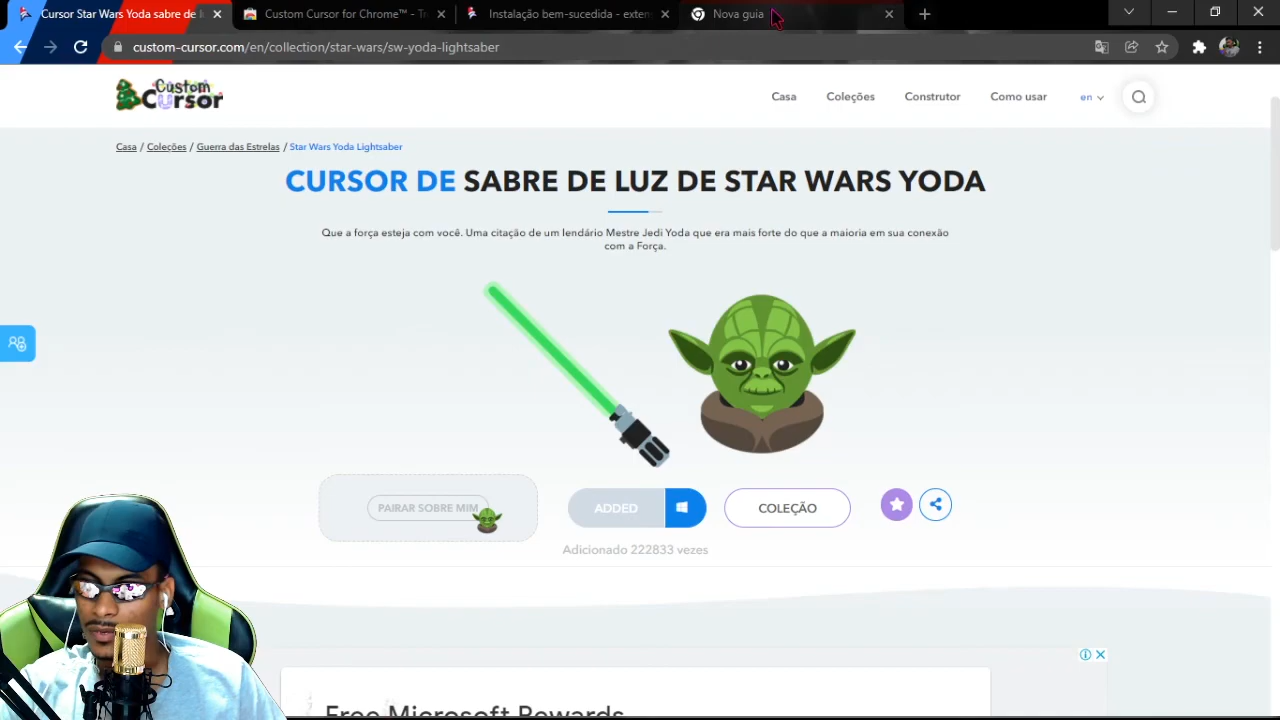 Cursor Star Wars Yoda sabre de l
Custom Cursor for Chrome™ - Tr
Instalação bem-sucedida - exten
Nova guia
custom-cursor.com/en/collection/star-wars/sw-yoda-lightsaber
Custom
Cursor
Casa
Coleções
Construtor
Como usar
en
Casa / Coleções / Guerra das Estrelas / Star Wars Yoda Lightsaber
CURSOR DE SABRE DE LUZ DE STAR WARS YODA
Que a força esteja com você. Uma citação de um lendário Mestre Jedi Yoda que era mais forte do que a maioria em sua conexão
com a Força.
PAIRAR SOBRE MIM
ADDED
COLEÇÃO
Adicionado 222833 vezes
Free Microsoft Rewards